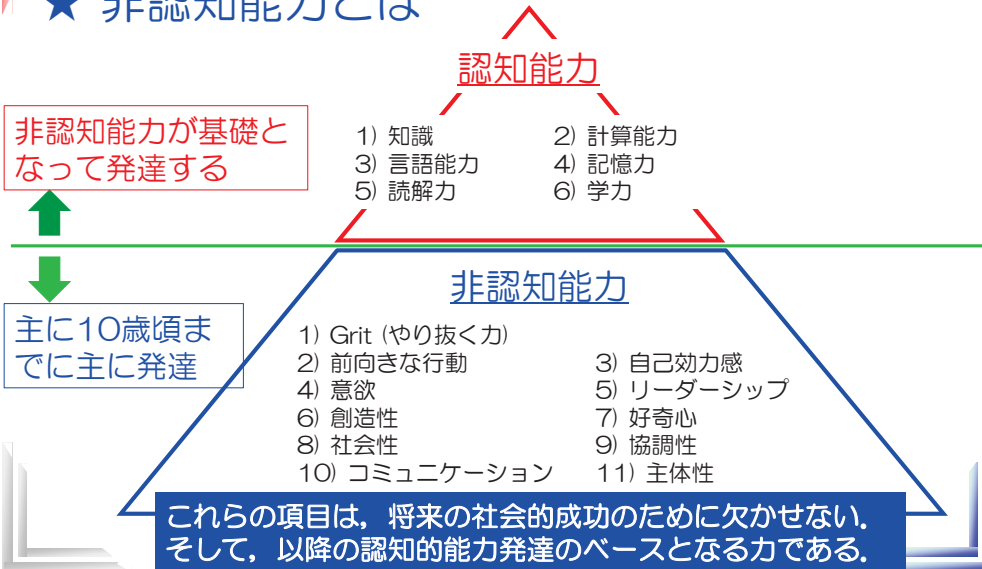 ★ 非認知能力とは
認知能力
非認知能力が基礎と
なって発達する
1) 知識 2) 計算能力
3) 言語能力 4) 記憶力
5) 読解力 6) 学力
非認知能力
主に10歳頃ま
でに主に発達
1) Grit (やり抜く力)
2) 前向きな行動 3) 自己効力感
4) 意欲 5) リーダーシップ
6) 創造性 7) 好奇心
8) 社会性 9) 協調性
10) コミュニケーション 11) 主体性
これらの項目は，将来の社会的成功のために欠かせない．
そして，以降の認知的能力発達のベースとなる力である．